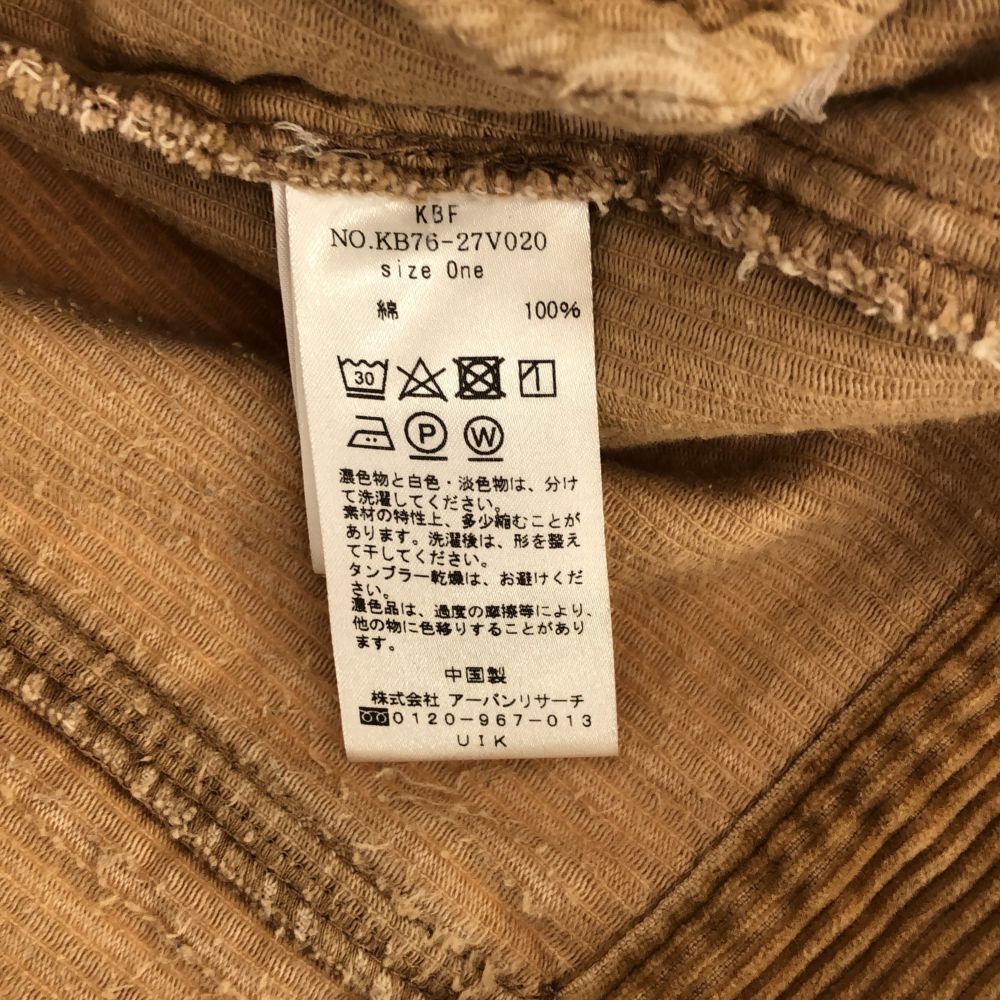 KBF
NO.KB76-27V020
size One
綿 100%
30
P W
濃色物と白色・淡色物は、分け
て洗濯してください。
素材の特性上、多少縮むことが
あります。洗濯後は、形を整え
て干してください。
タンブラー乾燥は、お避けくだ
さい。
濃色品は、過度の摩擦等により、
他の物に色移りすることがあり
ます。
中国製
株式会社 アーバンリサーチ
0120-967-013
UIK